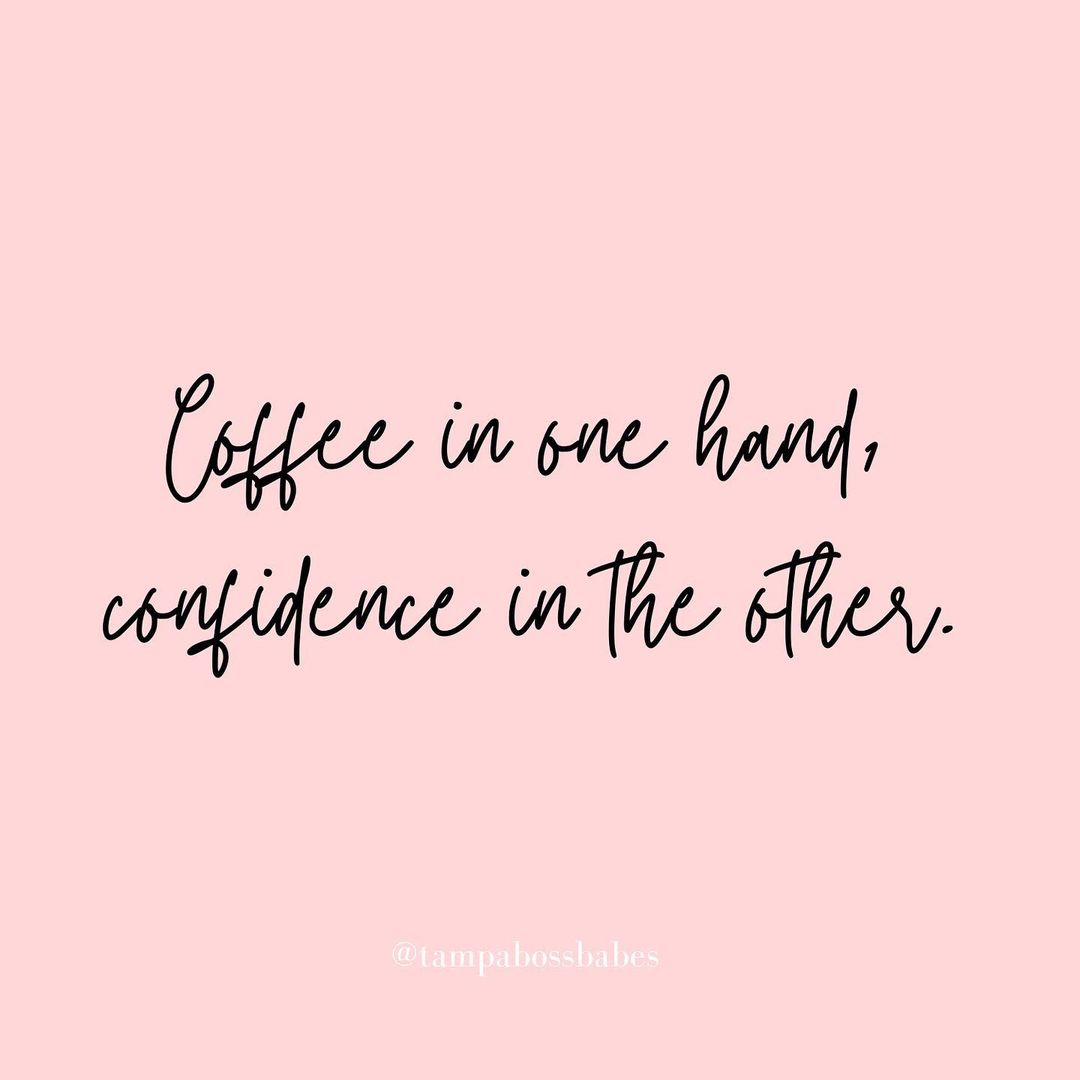 Coffee in one hand,
confidence in the other.
@tampabossbabes